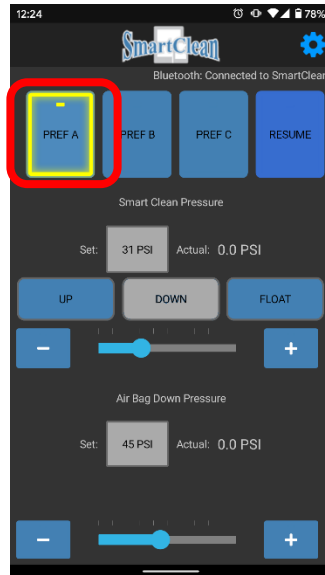 12:24 78%
SmartClean
Bluetooth: Connected to SmartClean
PREF A PREF B PREF C RESUME
Smart Clean Pressure
Set: 31 PSI Actual: 0.0 PSI
UP DOWN FLOAT
− +
Air Bag Down Pressure
Set: 45 PSI Actual: 0.0 PSI
− +